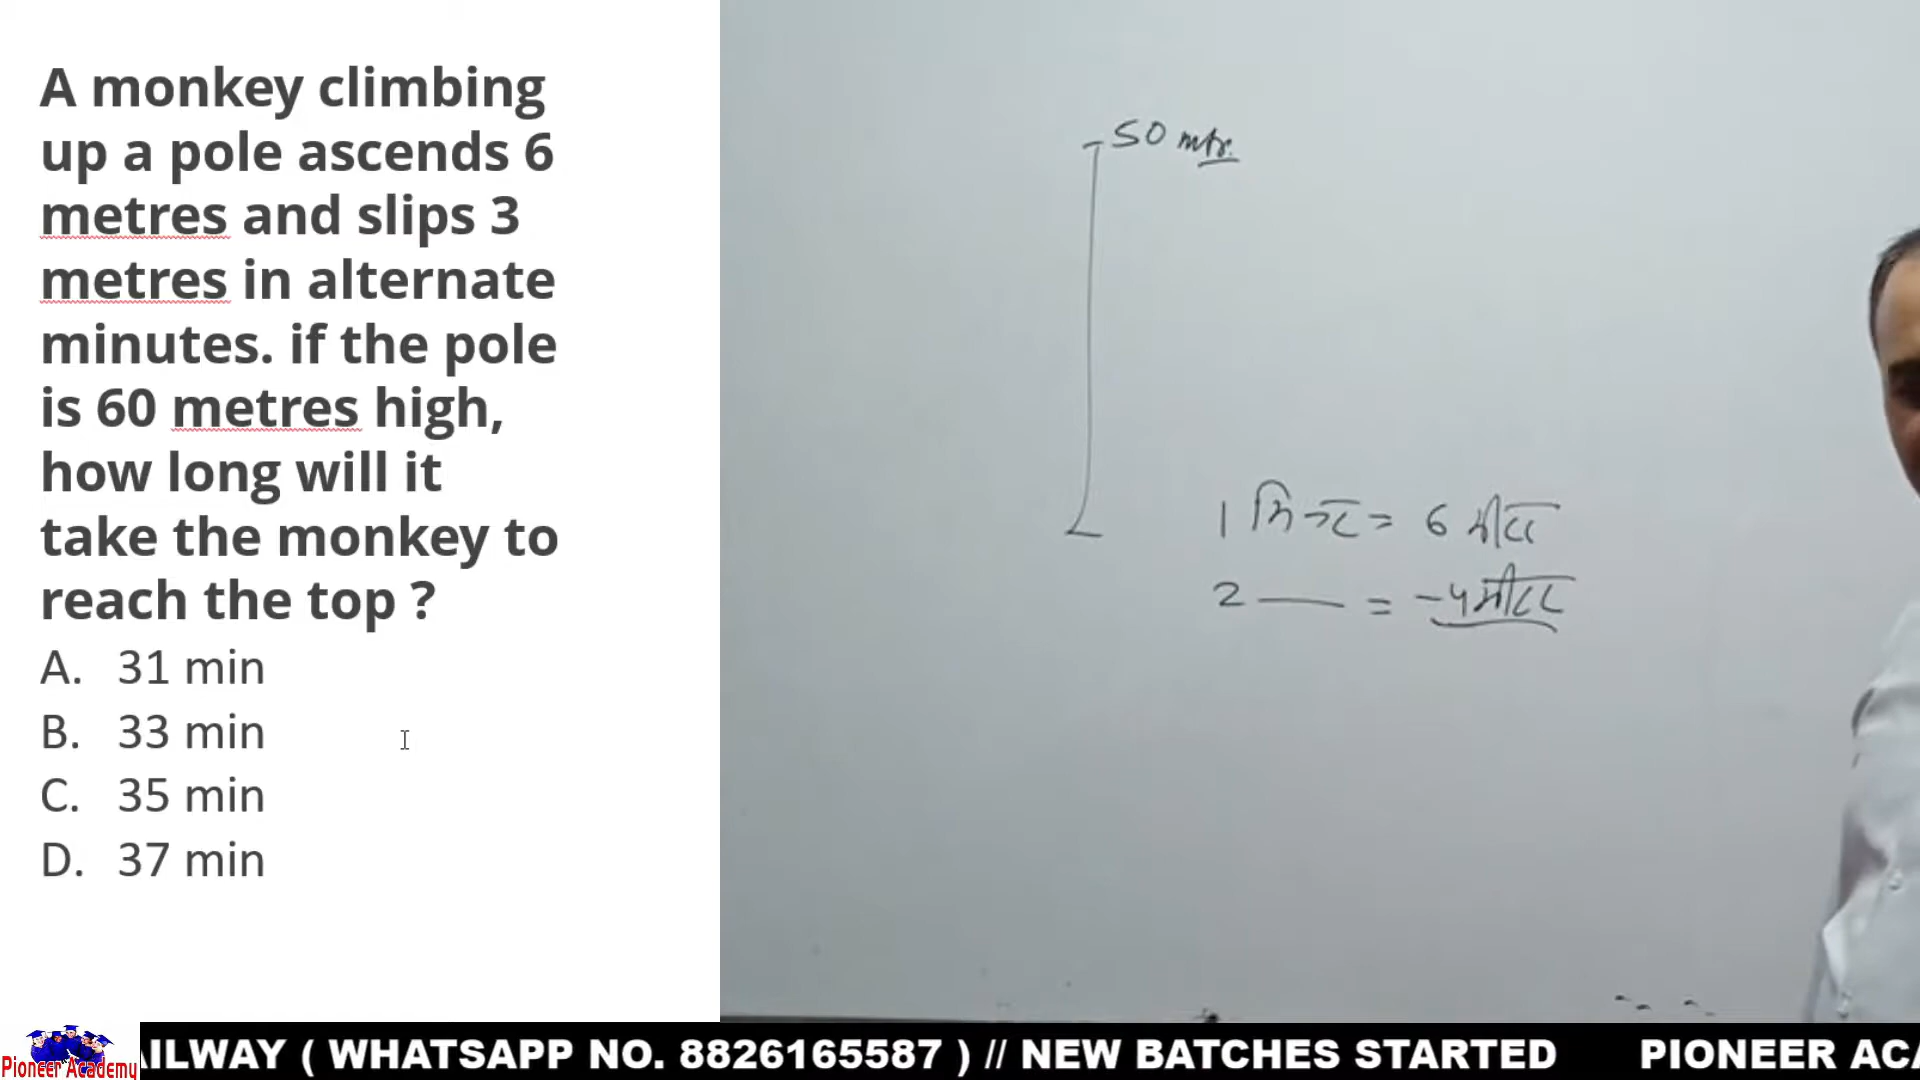 A monkey climbing
up a pole ascends 6
metres and slips 3
metres in alternate
minutes. if the pole
is 60 metres high,
how long will it
take the monkey to
reach the top ?
A. 31 min
B. 33 min
C. 35 min
D. 37 min
50 mtr.
1 मिनट = 6 मीटर
2 —— = -4 मीटर
Pioneer Academy
AILWAY ( WHATSAPP NO. 8826165587 ) // NEW BATCHES STARTED PIONEER ACA